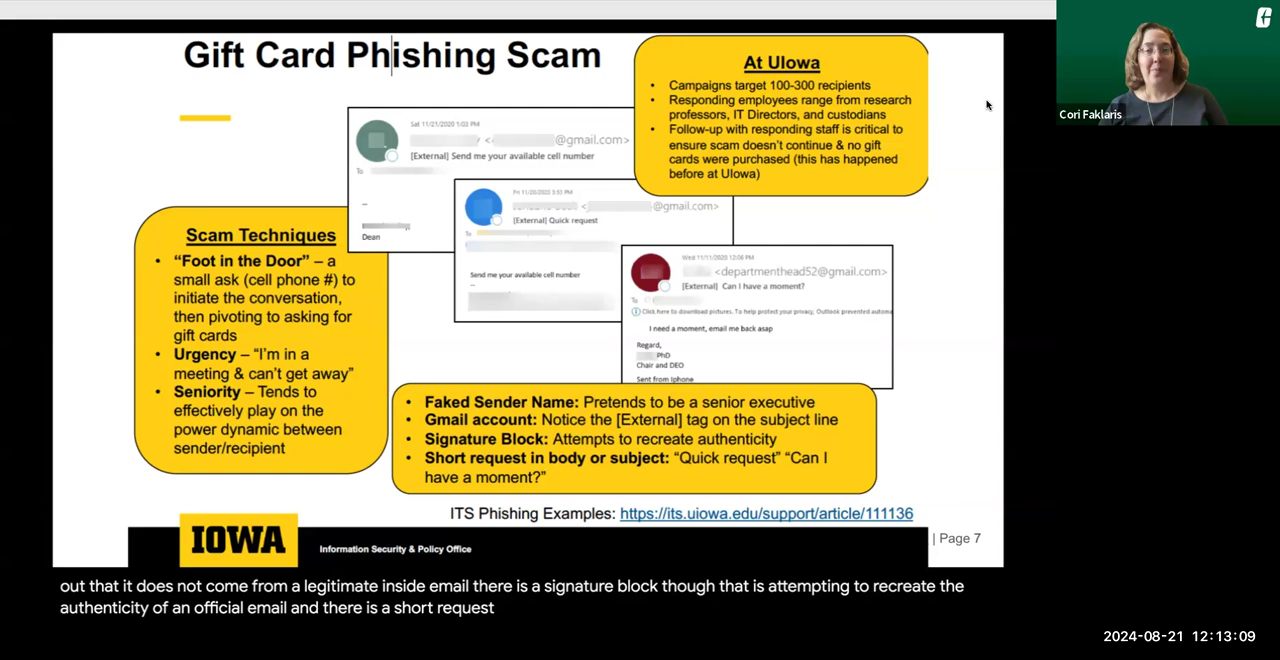 Gift Card Phishing Scam
At UIowa
• Campaigns target 100-300 recipients
• Responding employees range from research
professors, IT Directors, and custodians
• Follow-up with responding staff is critical to
ensure scam doesn’t continue & no gift
cards were purchased (this has happened
before at UIowa)
Sat 11/21/2020 1:03 PM
<
@gmail.com>
[External] Send me your available cell number
To
--
Dean
Fri 11/20/2020 3:53 PM
<
@gmail.com>
[External] Quick request
To
Send me your available cell number
--
Wed 11/11/2020 12:06 PM
<departmenthead52@gmail.com>
[External] Can I have a moment?
To
Click here to download pictures. To help protect your privacy, Outlook prevented automa
I need a moment, email me back asap
Regard,
PhD
Chair and DEO
Sent from Iphone
Scam Techniques
• “Foot in the Door” – a
small ask (cell phone #) to
initiate the conversation,
then pivoting to asking for
gift cards
• Urgency – “I’m in a
meeting & can’t get away”
• Seniority – Tends to
effectively play on the
power dynamic between
sender/recipient
• Faked Sender Name: Pretends to be a senior executive
• Gmail account: Notice the [External] tag on the subject line
• Signature Block: Attempts to recreate authenticity
• Short request in body or subject: “Quick request” “Can I
have a moment?”
ITS Phishing Examples: https://its.uiowa.edu/support/article/111136
IOWA
Information Security & Policy Office
| Page 7
Cori Faklaris
out that it does not come from a legitimate inside email there is a signature block though that is attempting to recreate the
authenticity of an official email and there is a short request
2024-08-21 12:13:09